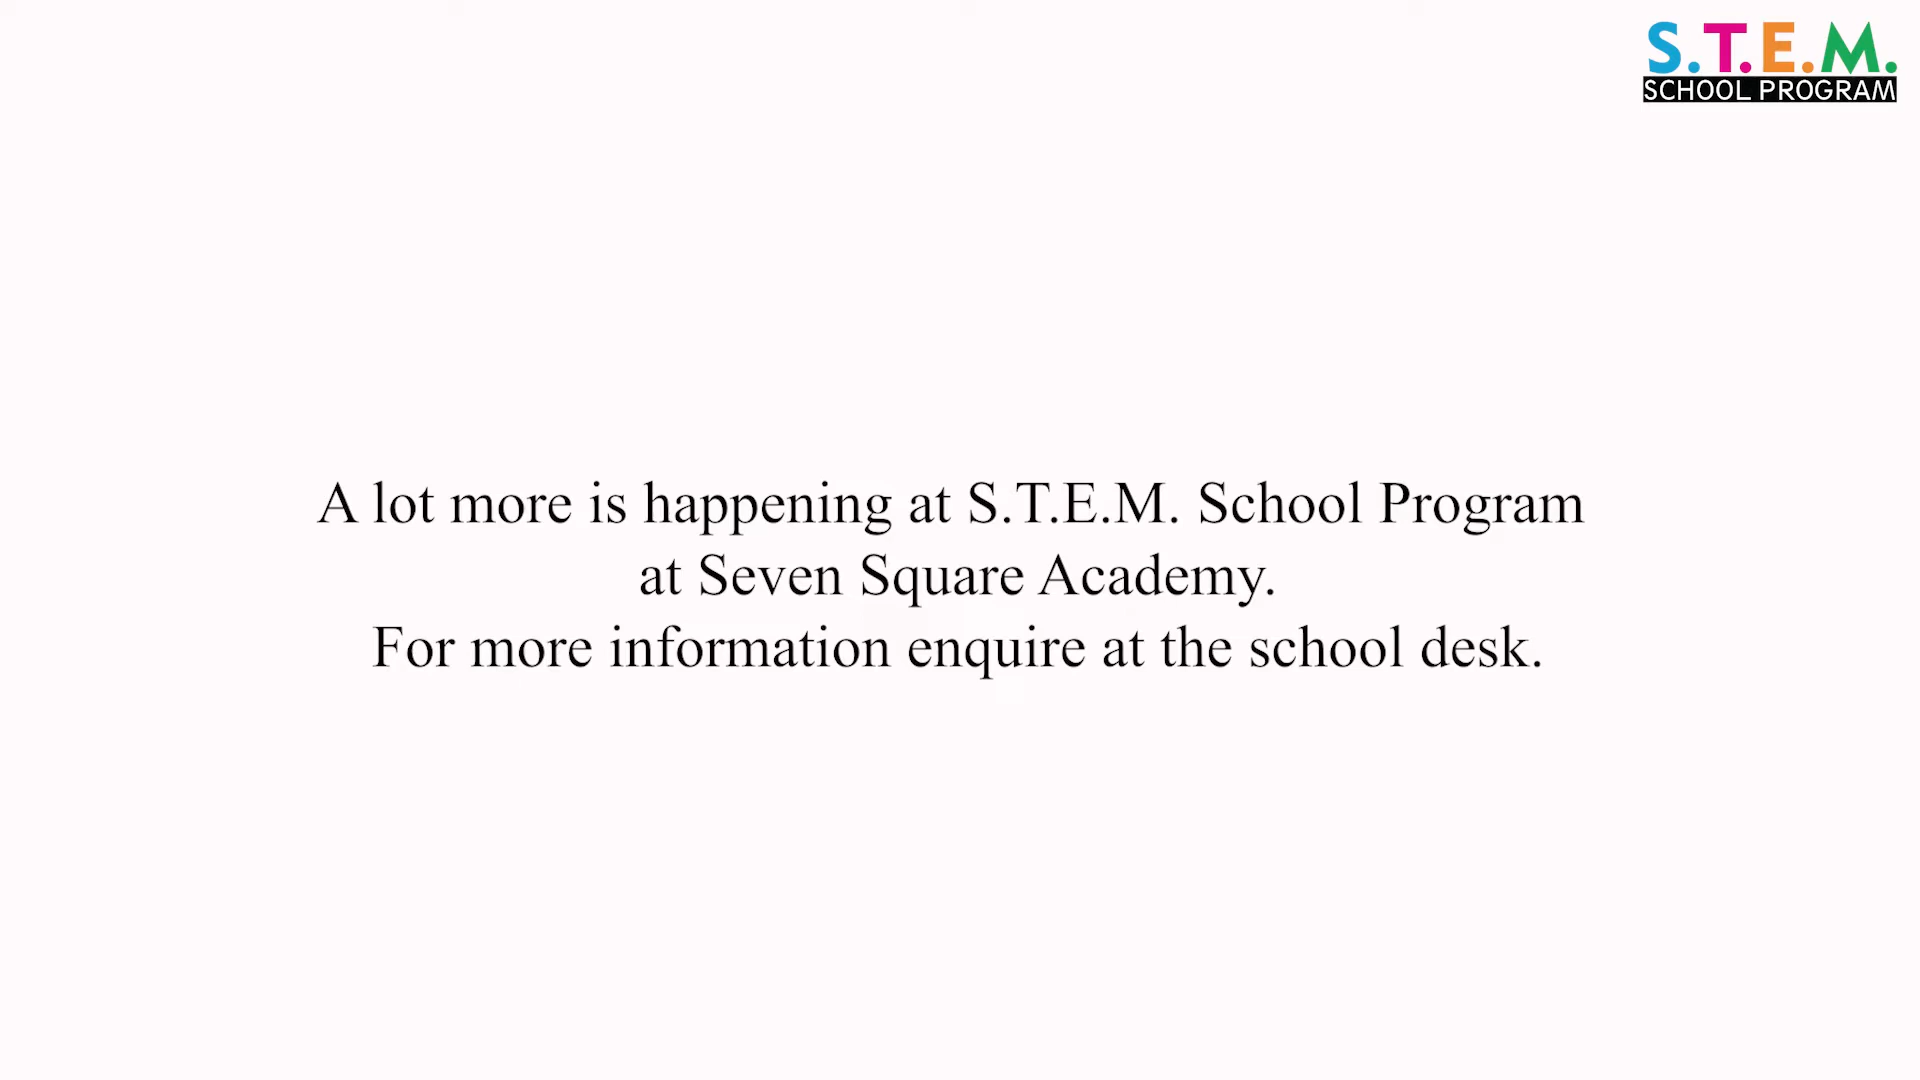 S.T.E.M.
SCHOOL PROGRAM
A lot more is happening at S.T.E.M. School Program
at Seven Square Academy.
For more information enquire at the school desk.